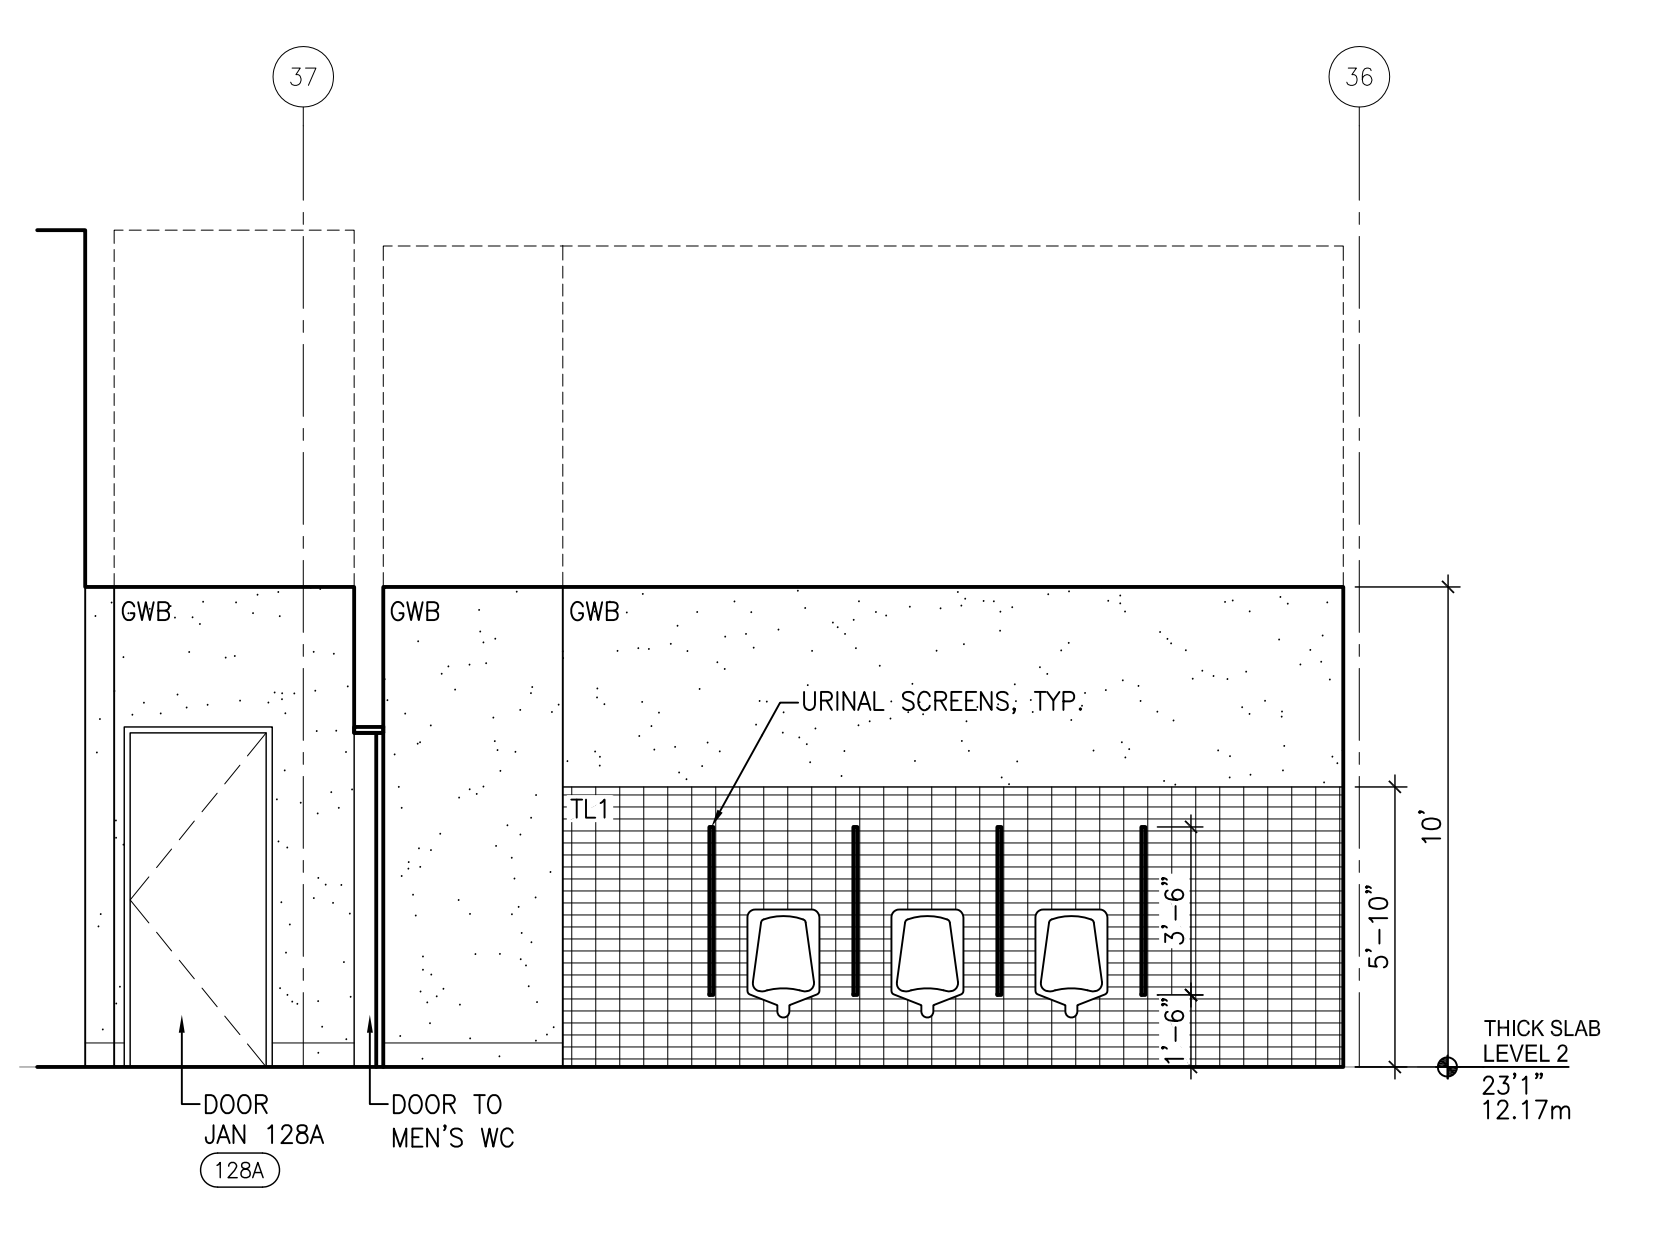 37
36
GWB
GWB
GWB
URINAL SCREENS, TYP.
TL1
3'-6"
1'-6"
5'-10"
10'
THICK SLAB
LEVEL 2
23'1"
12.17m
DOOR
JAN 128A
128A
DOOR TO
MEN'S WC